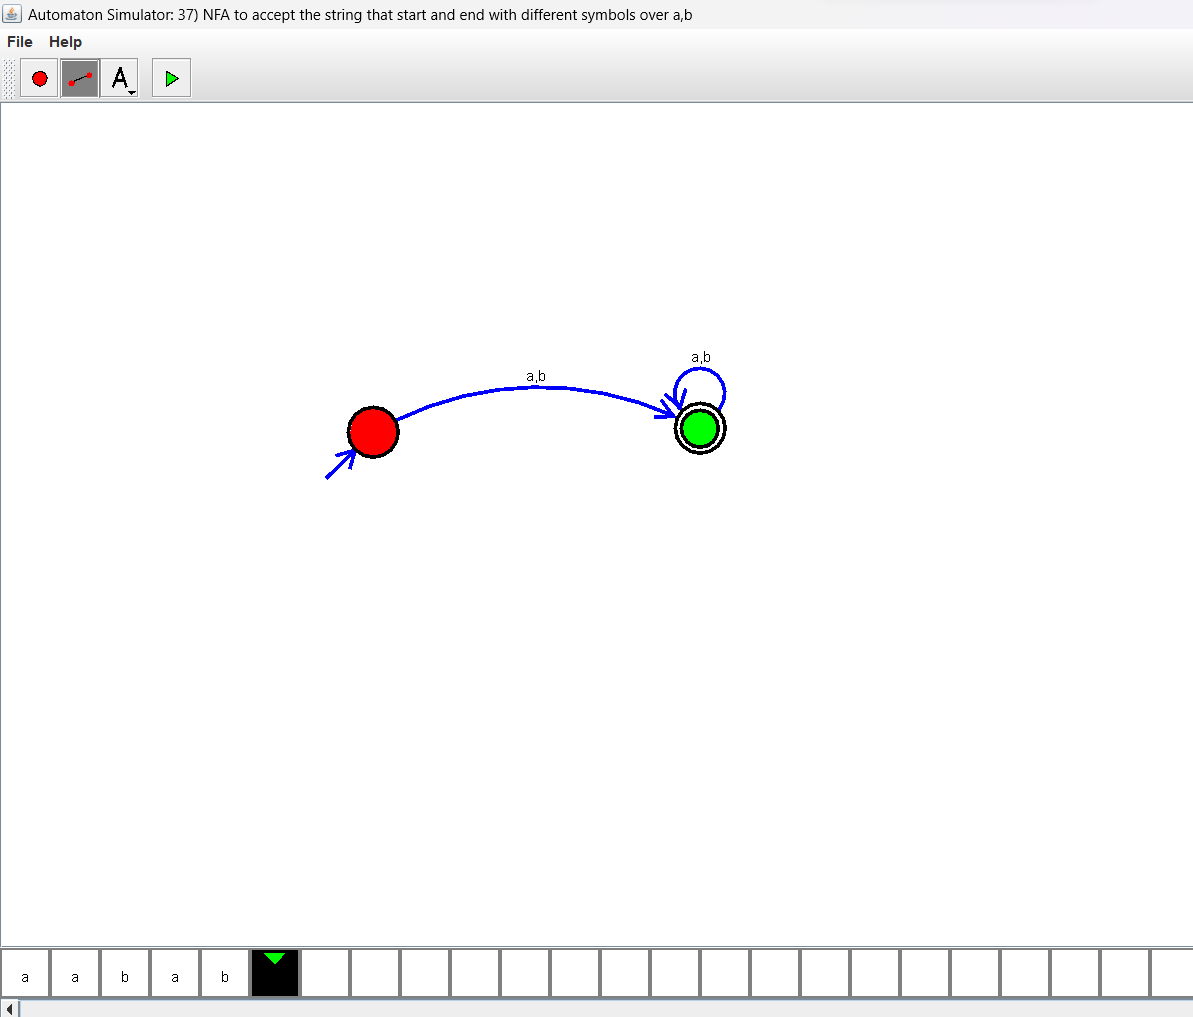 Automaton Simulator: 37) NFA to accept the string that start and end with different symbols over a,b
File Help
A
a,b
a,b
a a b a b